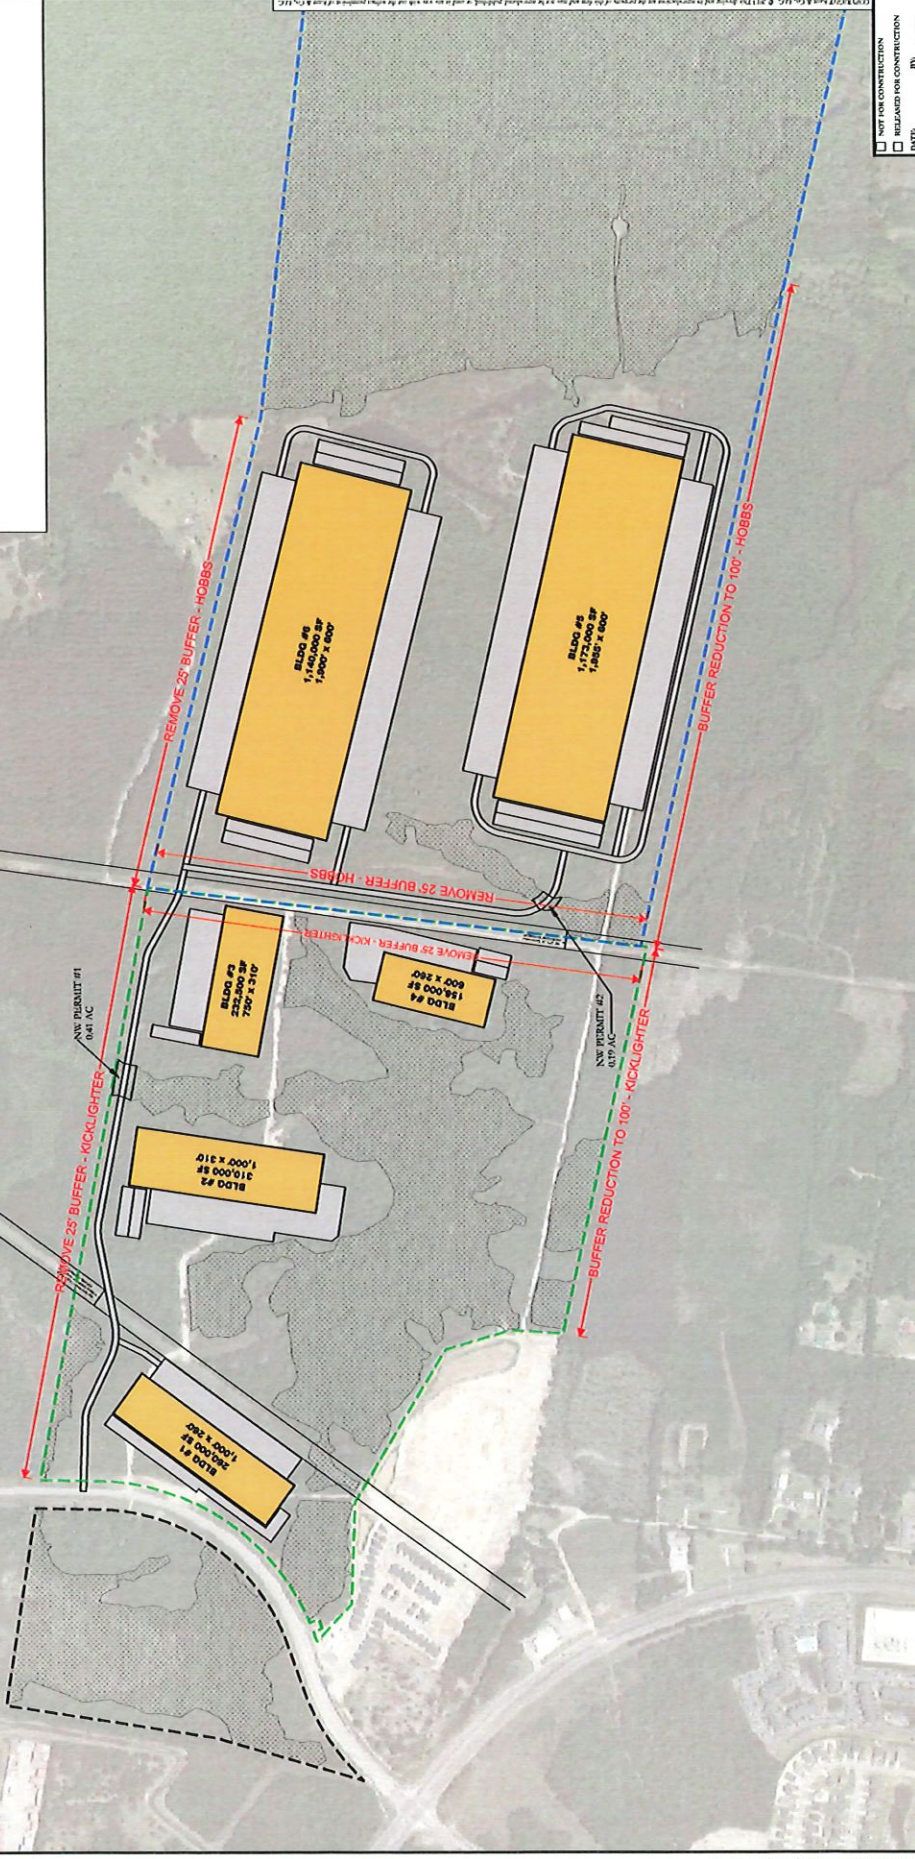 NOT FOR CONSTRUCTION
RELEASED FOR CONSTRUCTION
DATE: BY:
REMOVE 25' BUFFER - HOBBS
BLDG #6
1,140,000 SF
1,900' X 600'
BLDG #5
1,173,000 SF
1,955' X 600'
BUFFER REDUCTION TO 100' - HOBBS
REMOVE 25' BUFFER - HOBBS
REMOVE 25' BUFFER - KICKLIGHTER
BLDG #3
232,500 SF
750' X 310'
BLDG #4
156,000 SF
600' X 260'
NW PERMIT #1
0.41 AC
NW PERMIT #2
0.19 AC
REMOVE 25' BUFFER - KICKLIGHTER
BUFFER REDUCTION TO 100' - KICKLIGHTER
BLDG #2
310,000 SF
1,000' X 310'
BLDG #1
260,000 SF
1,000' X 260'